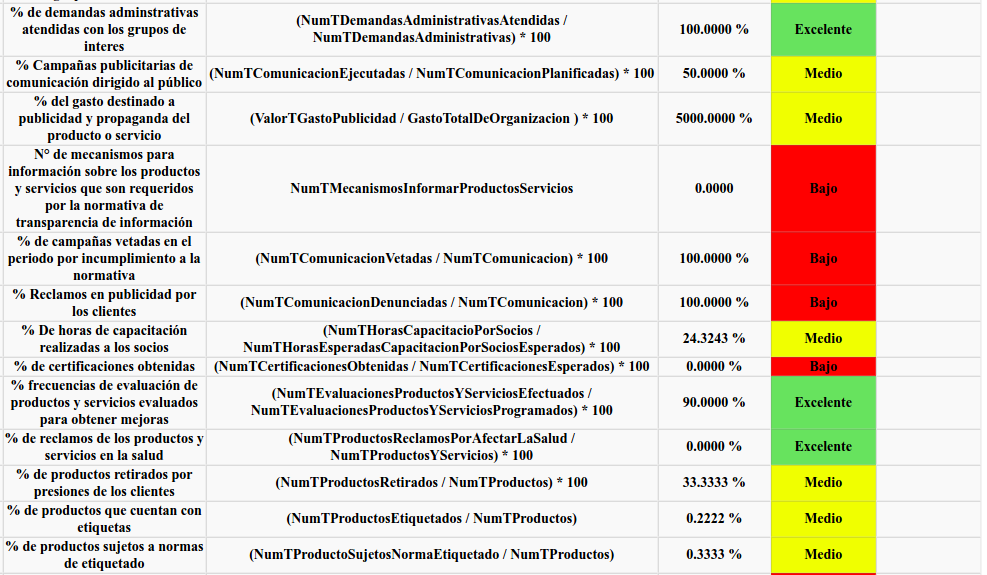 % de demandas adminstrativas
atendidas con los grupos de
interes
(NumTDemandasAdministrativasAtendidas /
NumTDemandasAdministrativas) * 100
100.0000 %
Excelente
% Campañas publicitarias de
comunicación dirigido al público
(NumTComunicacionEjecutadas / NumTComunicacionPlanificadas) * 100
50.0000 %
Medio
% del gasto destinado a
publicidad y propaganda del
producto o servicio
(ValorTGastoPublicidad / GastoTotalDeOrganizacion ) * 100
5000.0000 %
Medio
N° de mecanismos para
información sobre los productos
y servicios que son requeridos
por la normativa de
transparencia de información
NumTMecanismosInformarProductosServicios
0.0000
Bajo
% de campañas vetadas en el
periodo por incumplimiento a la
normativa
(NumTComunicacionVetadas / NumTComunicacion) * 100
100.0000 %
Bajo
% Reclamos en publicidad por
los clientes
(NumTComunicacionDenunciadas / NumTComunicacion) * 100
100.0000 %
Bajo
% De horas de capacitación
realizadas a los socios
(NumTHorasCapacitacioPorSocios /
NumTHorasEsperadasCapacitacionPorSociosEsperados) * 100
24.3243 %
Medio
% de certificaciones obtenidas
(NumTCertificacionesObtenidas / NumTCertificacionesEsperados) * 100
0.0000 %
Bajo
% frecuencias de evaluación de
productos y servicios evaluados
para obtener mejoras
(NumTEvaluacionesProductosYServiciosEfectuados /
NumTEvaluacionesProductosYServiciosProgramados) * 100
90.0000 %
Excelente
% de reclamos de los productos y
servicios en la salud
(NumTProductosReclamosPorAfectarLaSalud /
NumTProductosYServicios) * 100
0.0000 %
Excelente
% de productos retirados por
presiones de los clientes
(NumTProductosRetirados / NumTProductos) * 100
33.3333 %
Medio
% de productos que cuentan con
etiquetas
(NumTProductosEtiquetados / NumTProductos)
0.2222 %
Medio
% de productos sujetos a normas
de etiquetado
(NumTProductoSujetosNormaEtiquetado / NumTProductos)
0.3333 %
Medio